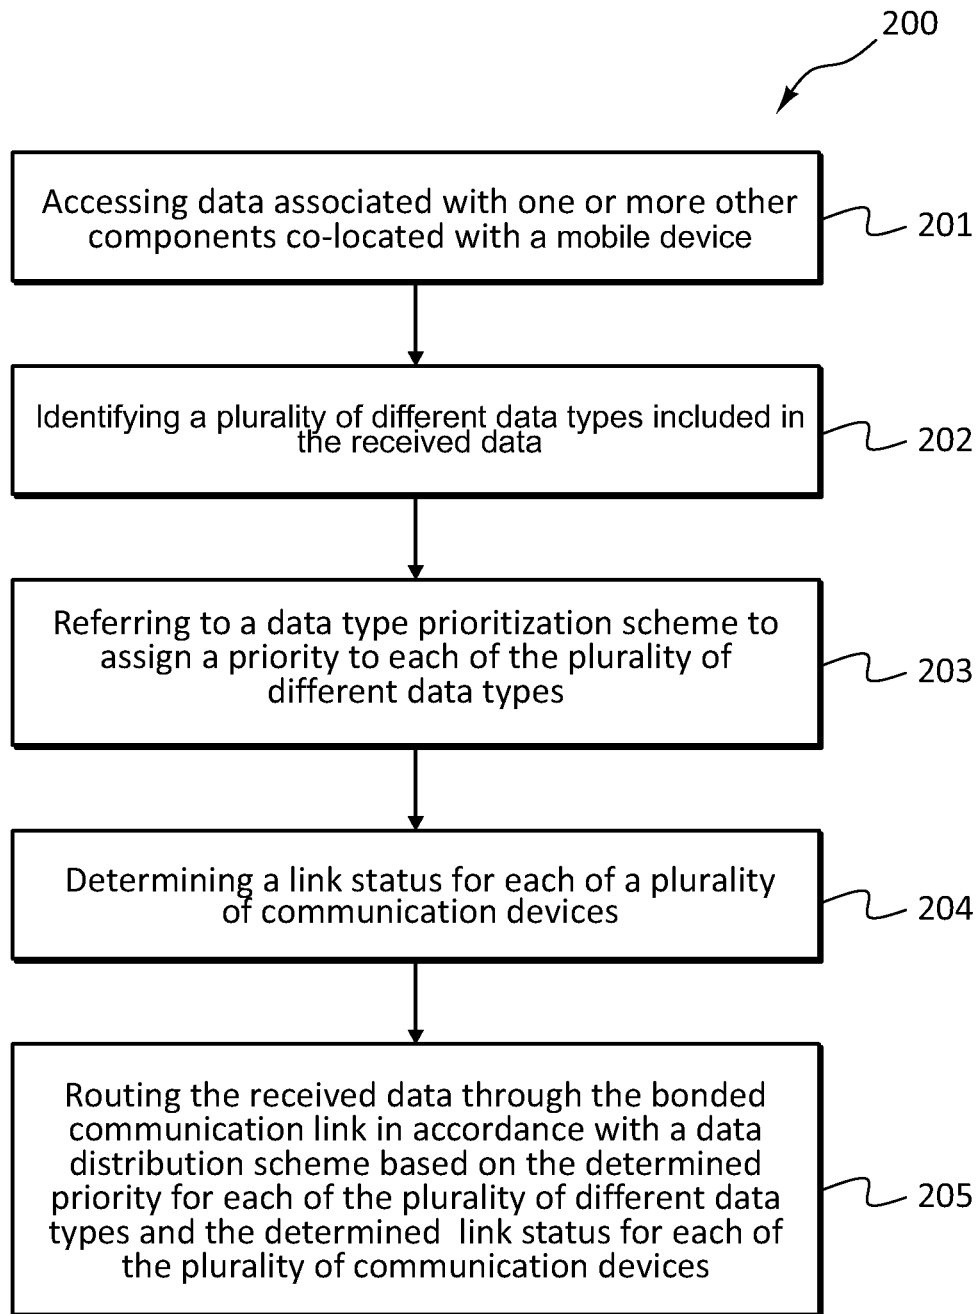 200
Accessing data associated with one or more other
components co-located with a mobile device
201
Identifying a plurality of different data types included in
the received data
202
Referring to a data type prioritization scheme to
assign a priority to each of the plurality of
different data types
203
Determining a link status for each of a plurality
of communication devices
204
Routing the received data through the bonded
communication link in accordance with a data
distribution scheme based on the determined
priority for each of the plurality of different data
types and the determined link status for each of
the plurality of communication devices
205